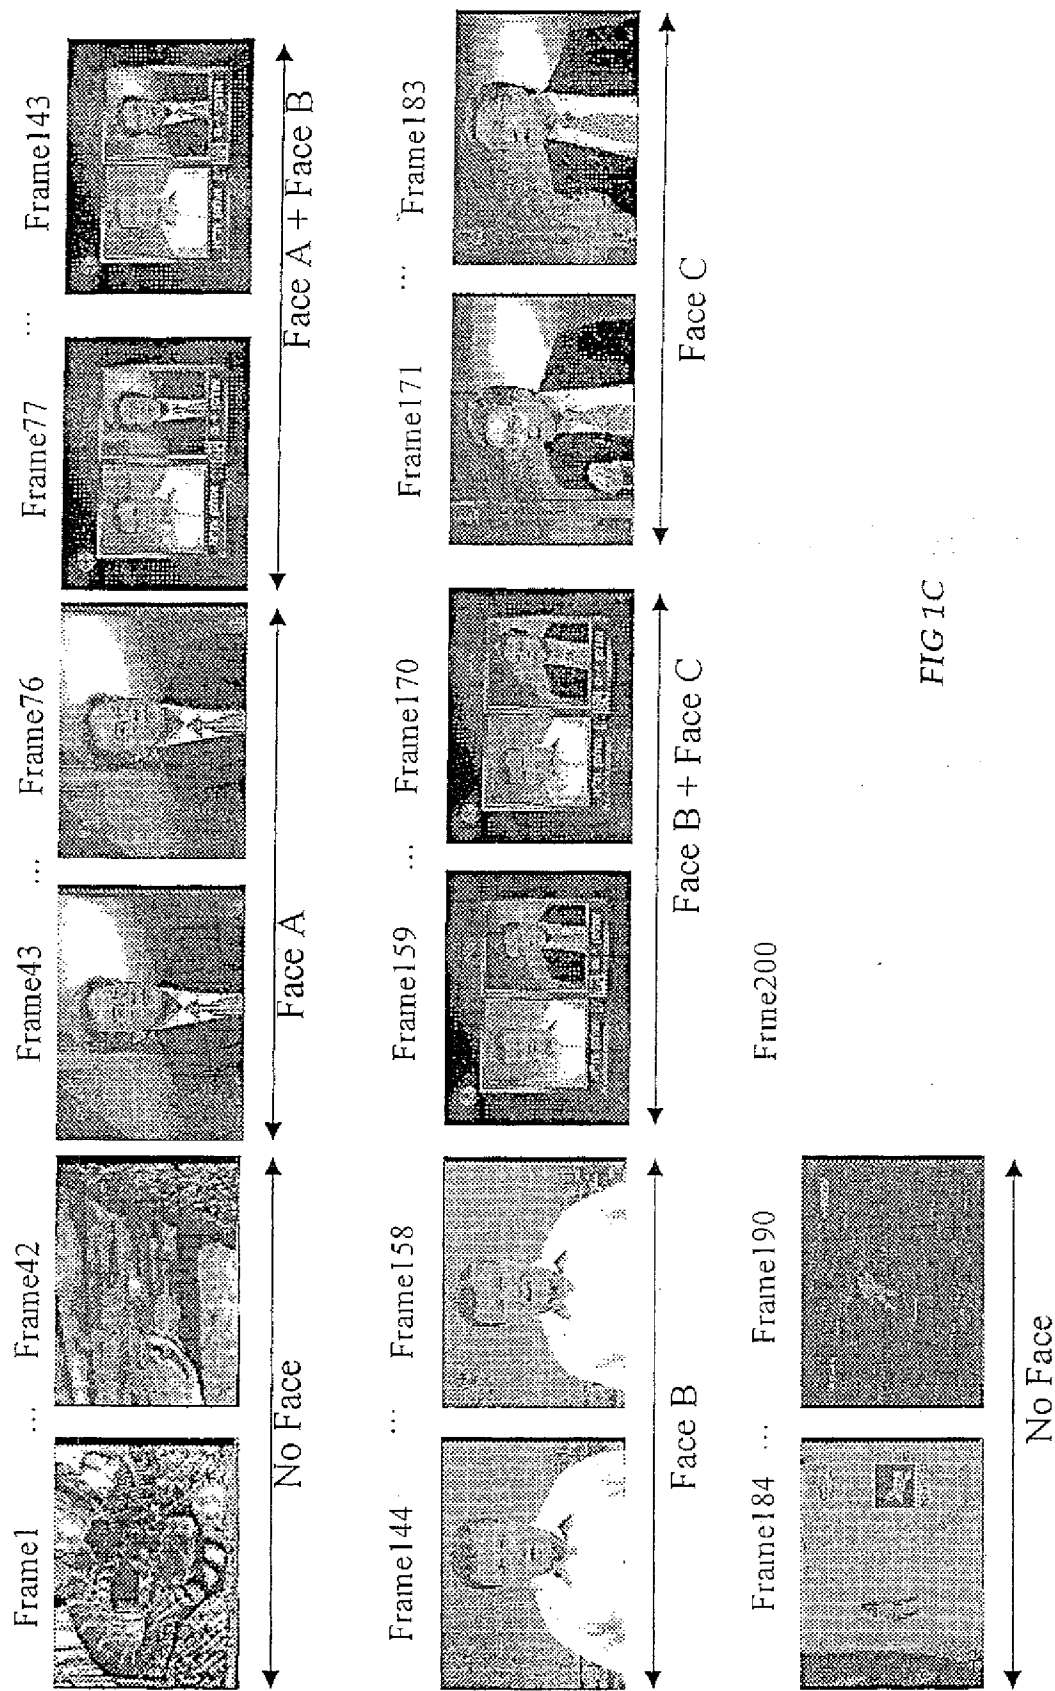 Frame1 ... Frame42
Frame43 ... Frame76
Frame77 ... Frame143
No Face
Face A
Face A + Face B
Frame144 ... Frame158
Frame159 ... Frame170
Frame171 ... Frame183
Face B
Face B + Face C
Face C
Frame184 ... Frame190
Frme200
No Face
FIG 1C